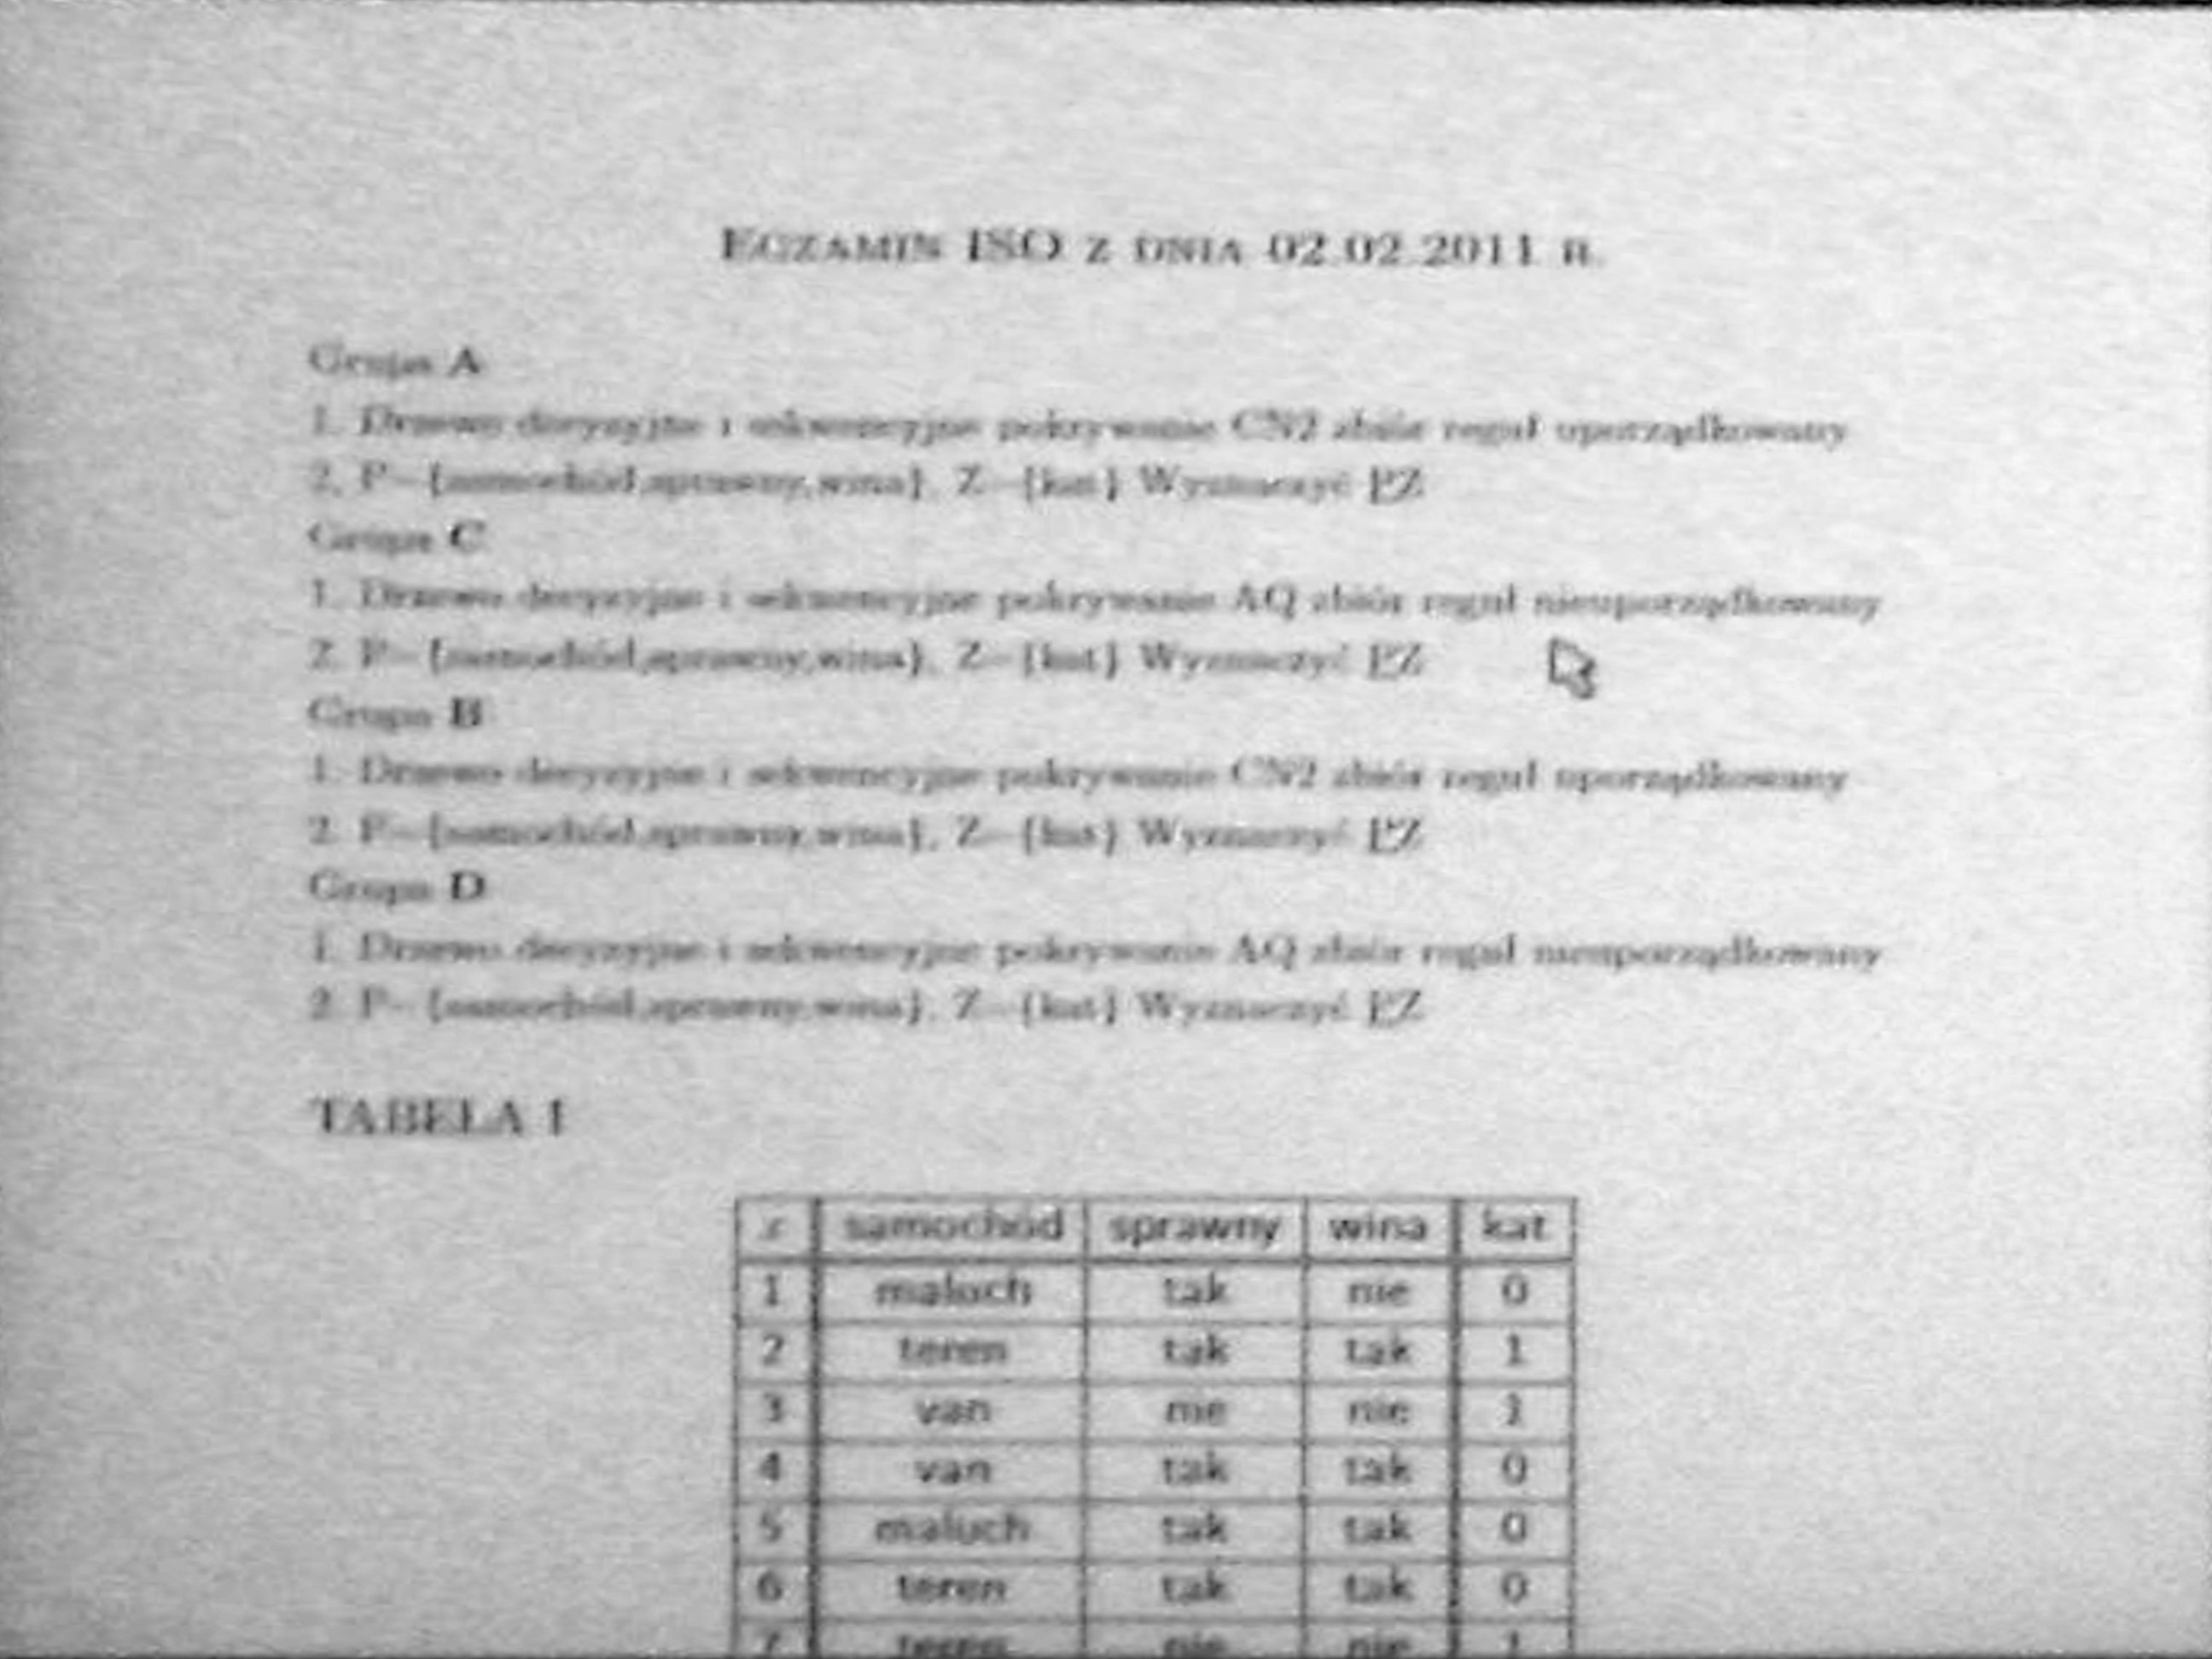 EGZAMIN ISO Z DNIA 02.02.2011 R.
Grupa A
1. Drzewo decyzyjne i sekwencyjne pokrywanie CN2 zbiór reguł uporządkowany
2. P={samochód,sprawny,wina}, Z={kat} Wyznaczyć PZ
Grupa C
1. Drzewo decyzyjne i sekwencyjne pokrywanie AQ zbiór reguł nieuporządkowany
2. P={samochód,sprawny,wina}, Z={kat} Wyznaczyć PZ
Grupa B
1. Drzewo decyzyjne i sekwencyjne pokrywanie CN2 zbiór reguł uporządkowany
2. P={samochód,sprawny,wina}, Z={kat} Wyznaczyć PZ
Grupa D
1. Drzewo decyzyjne i sekwencyjne pokrywanie AQ zbiór reguł nieuporządkowany
2. P={samochód,sprawny,wina}, Z={kat} Wyznaczyć PZ
TABELA 1
x samochód sprawny wina kat
1 maluch tak nie 0
2 teren tak tak 1
3 van nie nie 1
4 van tak tak 0
5 maluch tak tak 0
6 teren tak tak 0
7 teren nie nie 1